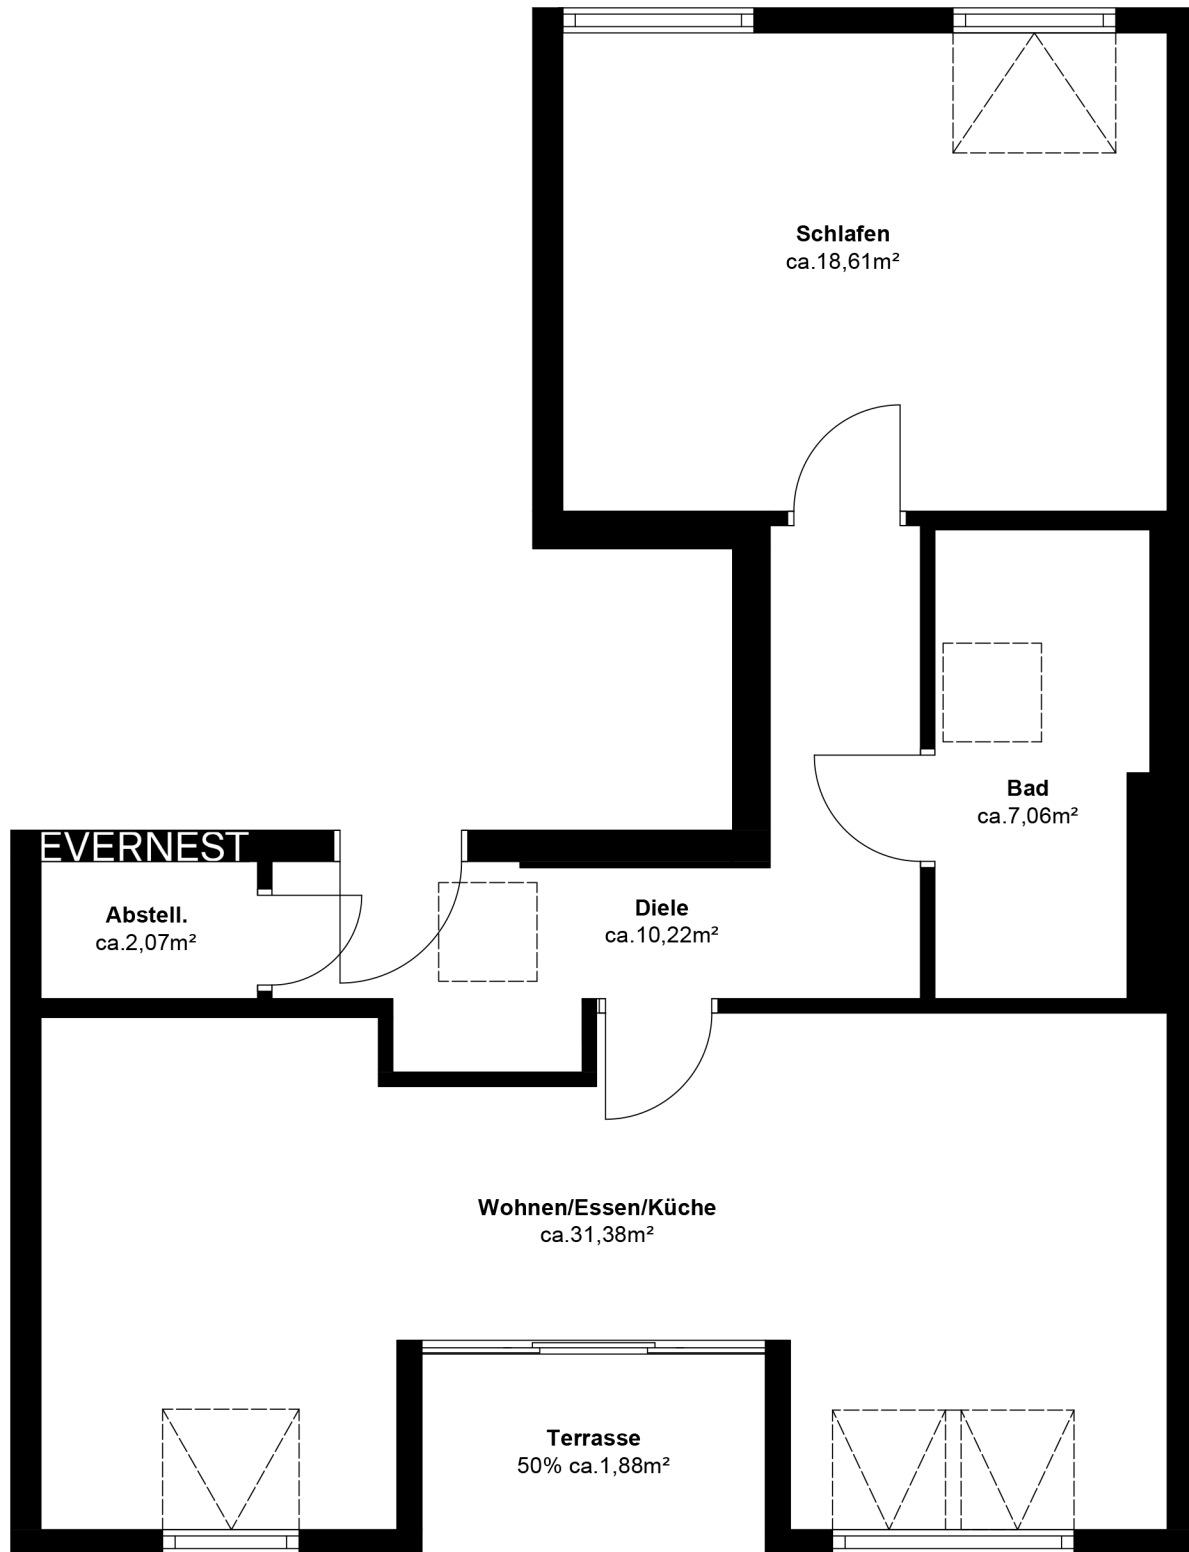 Schlafen
ca.18,61m²
Bad
ca.7,06m²
EVERNEST
Abstell.
ca.2,07m²
Diele
ca.10,22m²
Wohnen/Essen/Küche
ca.31,38m²
Terrasse
50% ca.1,88m²